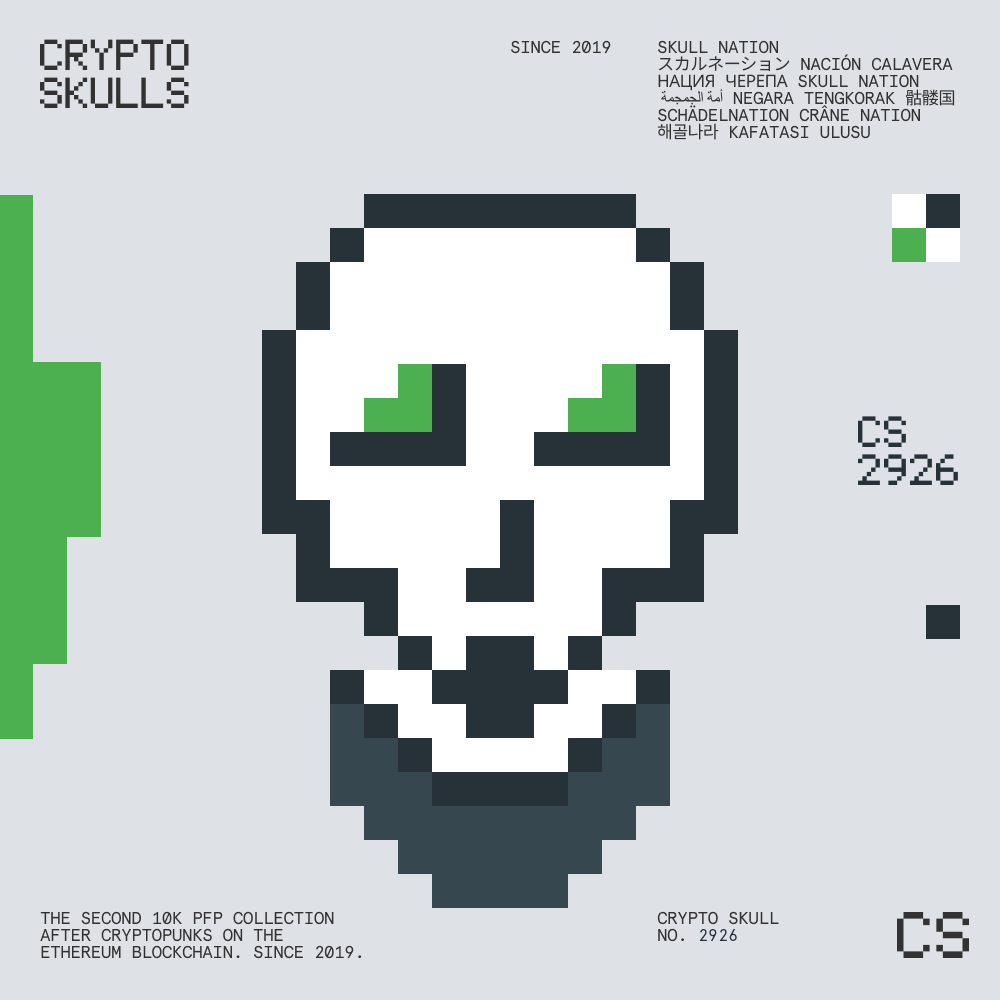 CRYPTO
SKULLS
SINCE 2019
SKULL NATION
スカルネーション NACIÓN CALAVERA
НАЦИЯ ЧЕРЕПА SKULL NATION
أمة الجمجمة NEGARA TENGKORAK 骷髅国
SCHÄDELNATION CRÂNE NATION
해골나라 KAFATASI ULUSU
CS
2926
THE SECOND 10K PFP COLLECTION
AFTER CRYPTOPUNKS ON THE
ETHEREUM BLOCKCHAIN. SINCE 2019.
CRYPTO SKULL
NO. 2926
CS